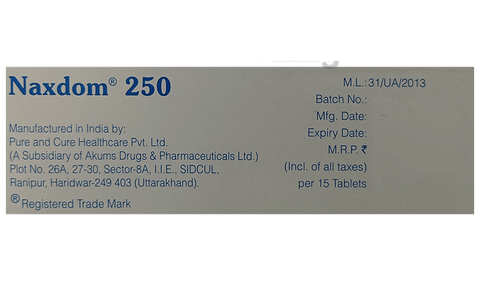 Naxdom® 250
Manufactured in India by:
Pure and Cure Healthcare Pvt. Ltd.
(A Subsidiary of Akums Drugs & Pharmaceuticals Ltd.)
Plot No. 26A, 27-30, Sector-8A, I.I.E., SIDCUL,
Ranipur, Haridwar-249 403 (Uttarakhand).
® Registered Trade Mark
M.L.: 31/UA/2013
Batch No.:
Mfg. Date:
Expiry Date:
M.R.P. ₹
(Incl. of all taxes)
per 15 Tablets